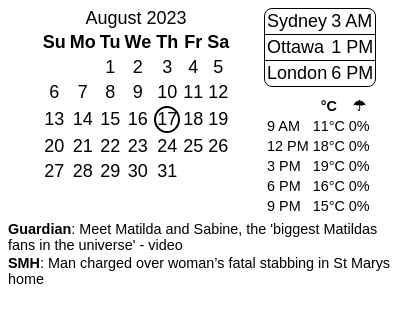 August 2023
Su Mo Tu We Th Fr Sa
1 2 3 4 5
6 7 8 9 10 11 12
13 14 15 16 17 18 19
20 21 22 23 24 25 26
27 28 29 30 31
Sydney 3 AM
Ottawa 1 PM
London 6 PM
°C ☂
9 AM 11°C 0%
12 PM 18°C 0%
3 PM 19°C 0%
6 PM 16°C 0%
9 PM 15°C 0%
Guardian: Meet Matilda and Sabine, the 'biggest Matildas
fans in the universe' - video
SMH: Man charged over woman’s fatal stabbing in St Marys
home